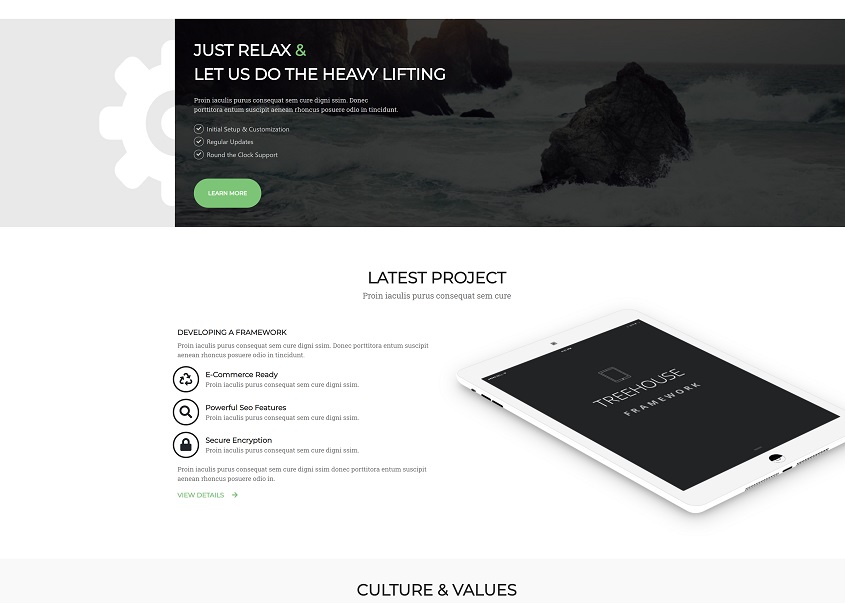 JUST RELAX &
LET US DO THE HEAVY LIFTING
Proin iaculis purus consequat sem cure digni ssim. Donec
porttitora entum suscipit aenean rhoncus posuere odio in tincidunt.
Initial Setup & Customization
Regular Updates
Round the Clock Support
LEARN MORE
LATEST PROJECT
Proin iaculis purus consequat sem cure
DEVELOPING A FRAMEWORK
Proin iaculis purus consequat sem cure digni ssim. Donec porttitora entum suscipit
aenean rhoncus posuere odio in tincidunt.
E-Commerce Ready
Proin iaculis purus consequat sem cure digni ssim.
Powerful Seo Features
Proin iaculis purus consequat sem cure digni ssim.
Secure Encryption
Proin iaculis purus consequat sem cure digni ssim.
Proin iaculis purus consequat sem cure digni ssim donec porttitora entum suscipit
aenean rhoncus posuere odio in.
VIEW DETAILS
TREEHOUSE
FRAMEWORK
CULTURE & VALUES